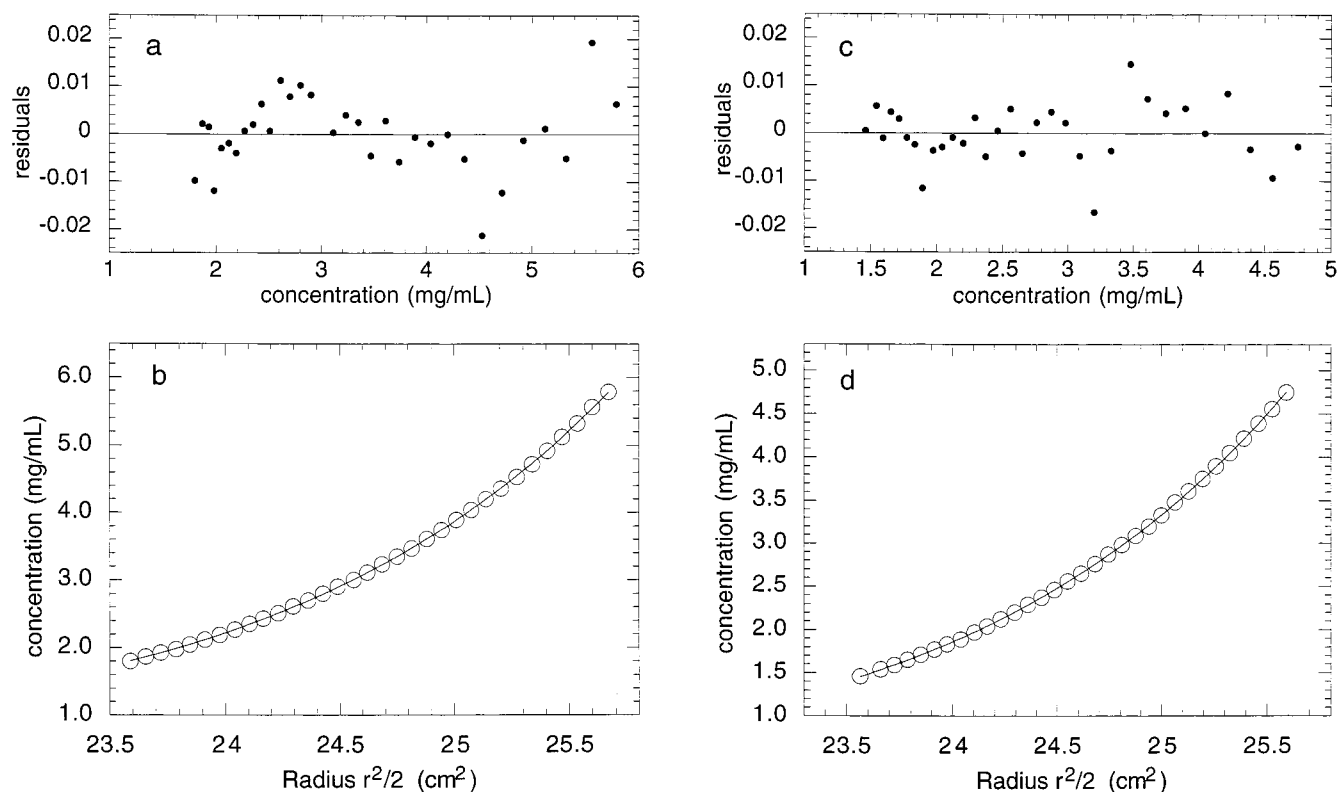 a
residuals
0.02
0.01
0
-0.01
-0.02
1 2 3 4 5 6
concentration (mg/mL)
c
residuals
0.02
0.01
0
-0.01
-0.02
1 1.5 2 2.5 3 3.5 4 4.5 5
concentration (mg/mL)
b
concentration (mg/mL)
6.0
5.0
4.0
3.0
2.0
1.0
23.5 24 24.5 25 25.5
Radius r²/2 (cm²)
d
concentration (mg/mL)
5.0
4.5
4.0
3.5
3.0
2.5
2.0
1.5
1.0
23.5 24 24.5 25 25.5
Radius r²/2 (cm²)